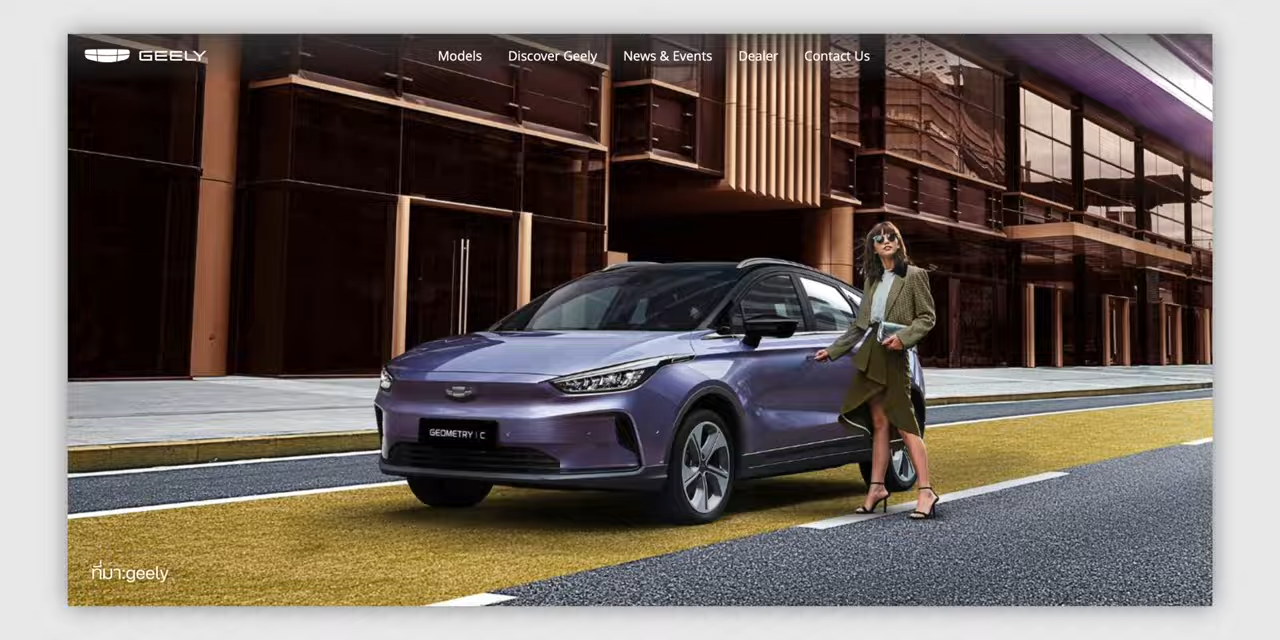 GEELY
Models Discover Geely News & Events Dealer Contact Us
GEOMETRY | C
ที่มา:geely